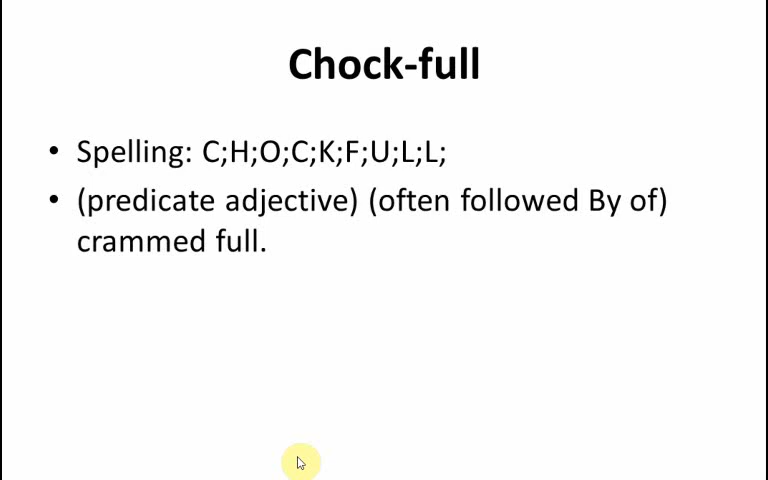 Chock-full
• Spelling: C;H;O;C;K;F;U;L;L;
• (predicate adjective) (often followed By of)
crammed full.